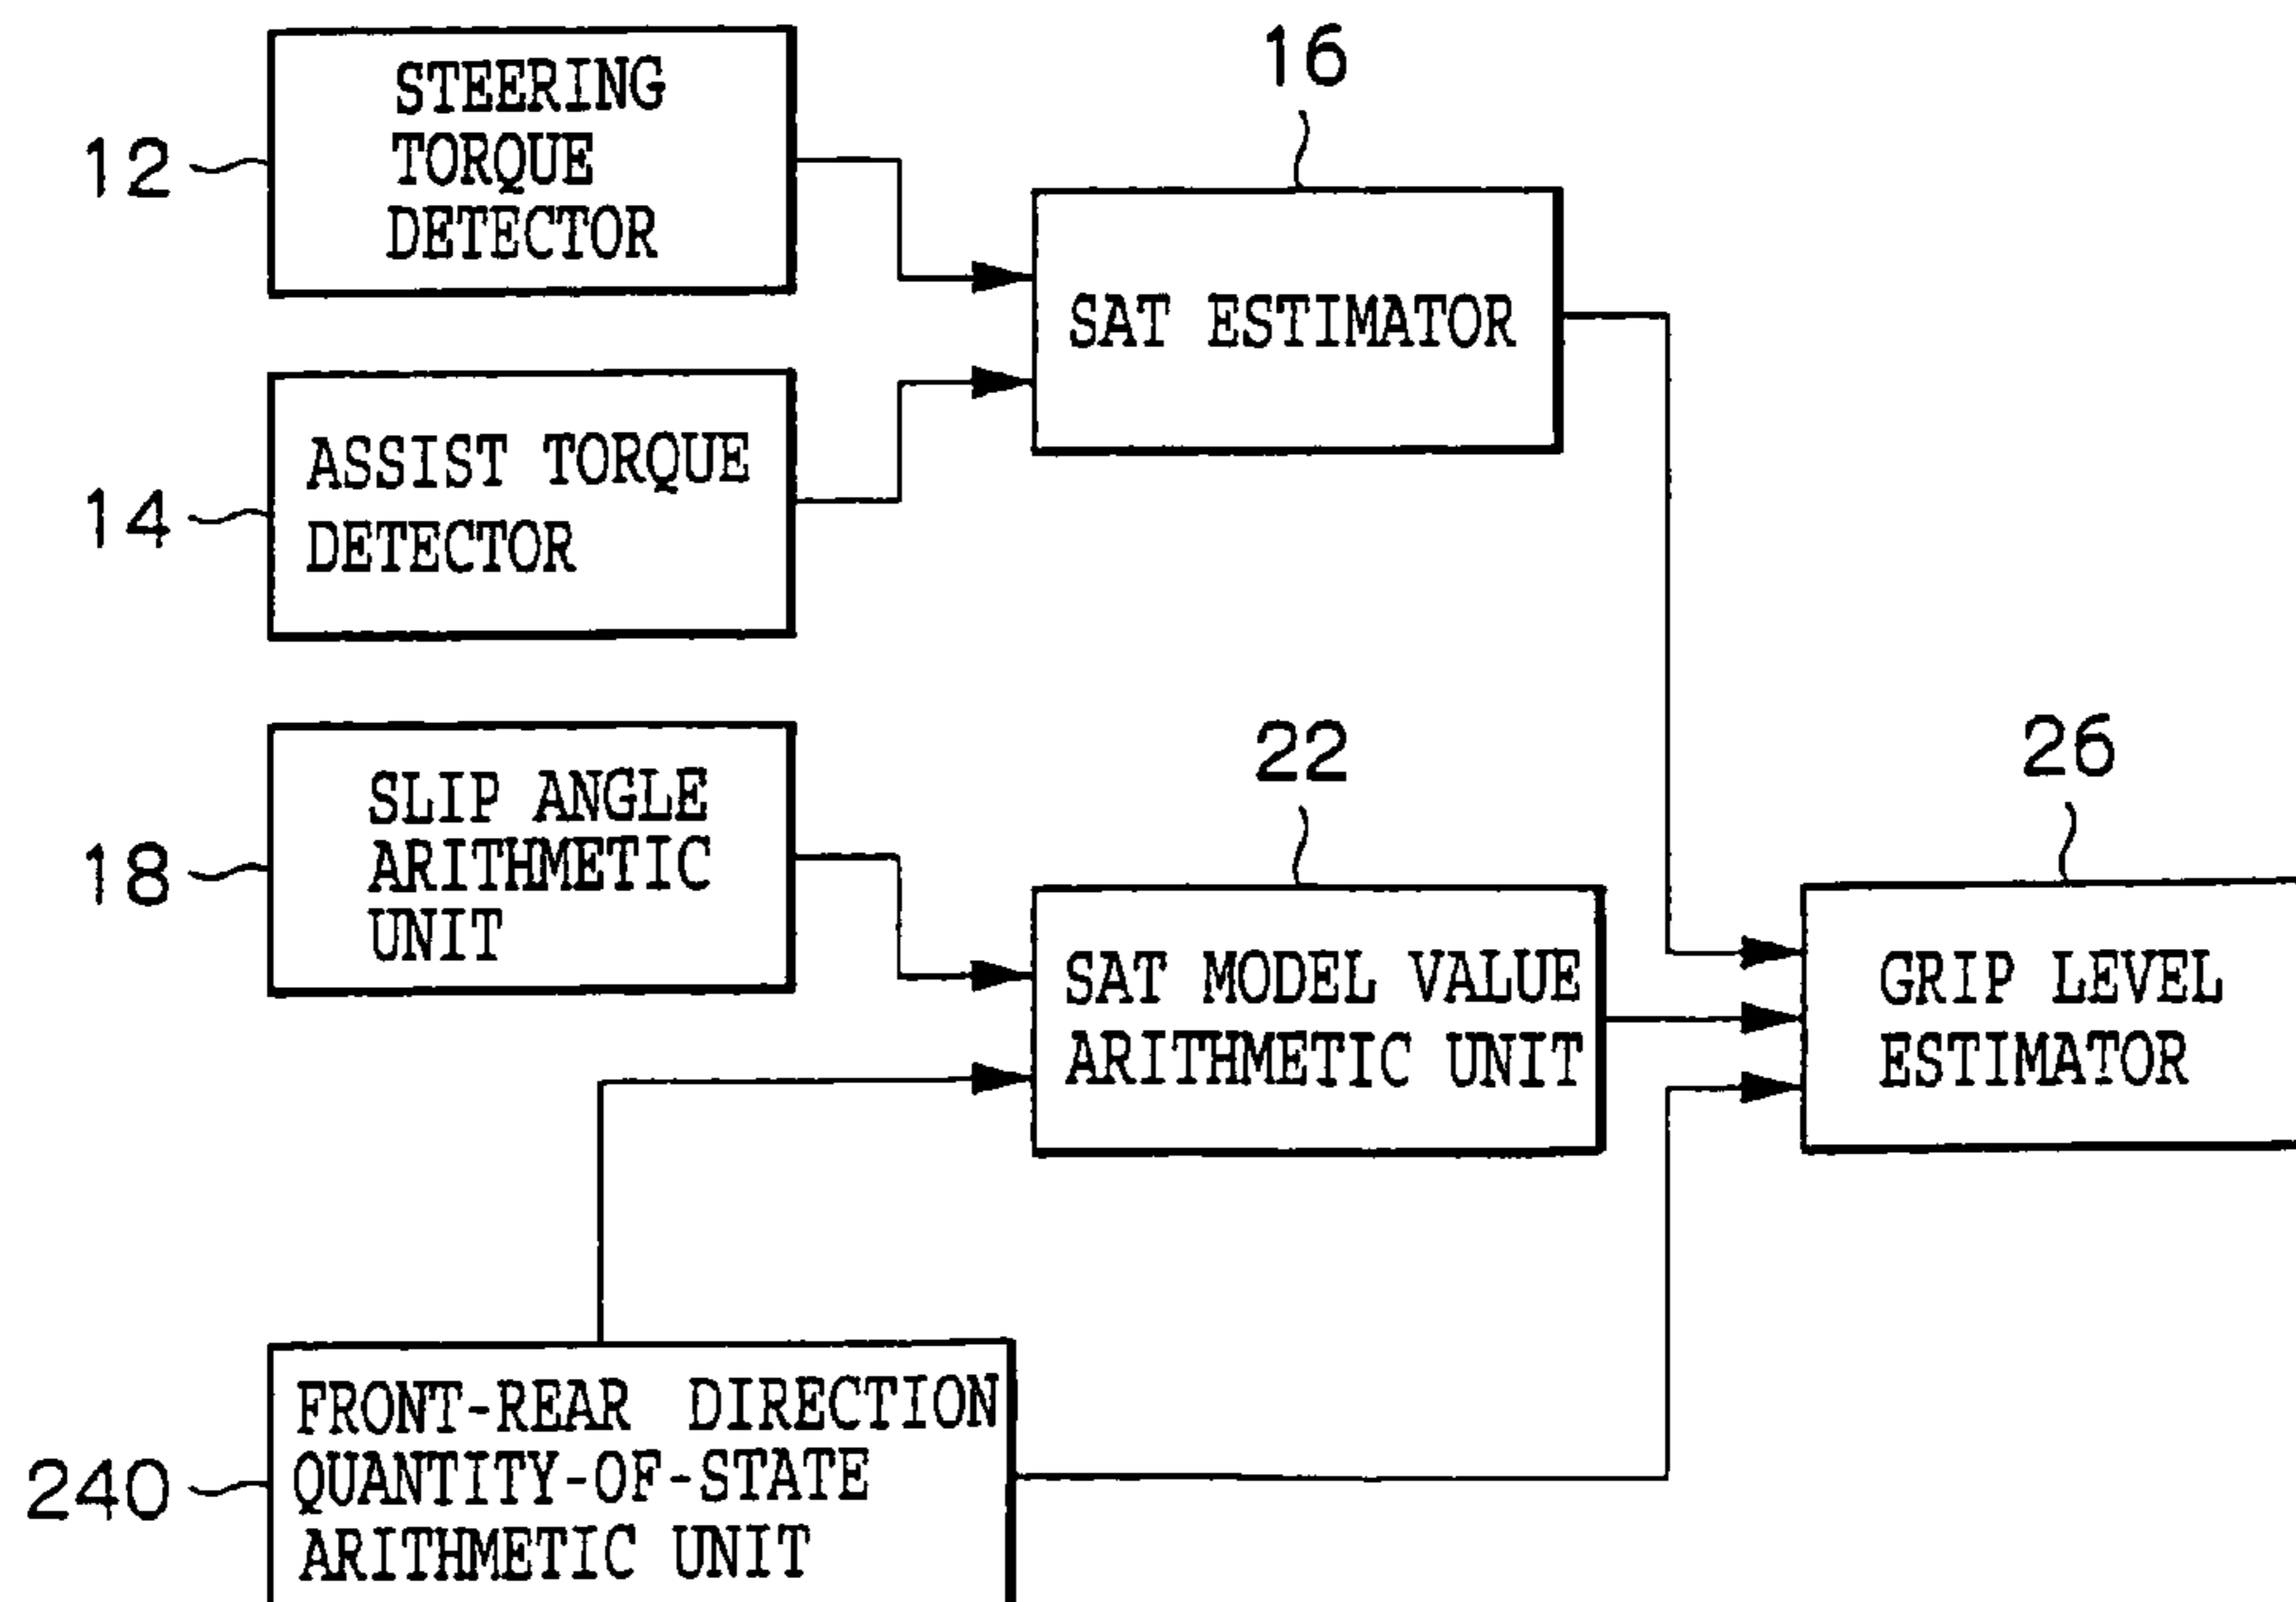 16
STEERING
TORQUE
DETECTOR
12
SAT ESTIMATOR
ASSIST TORQUE
DETECTOR
14
22
26
SLIP ANGLE
ARITHMETIC
UNIT
18
SAT MODEL VALUE
ARITHMETIC UNIT
GRIP LEVEL
ESTIMATOR
FRONT-REAR DIRECTION
QUANTITY-OF-STATE
ARITHMETIC UNIT
240